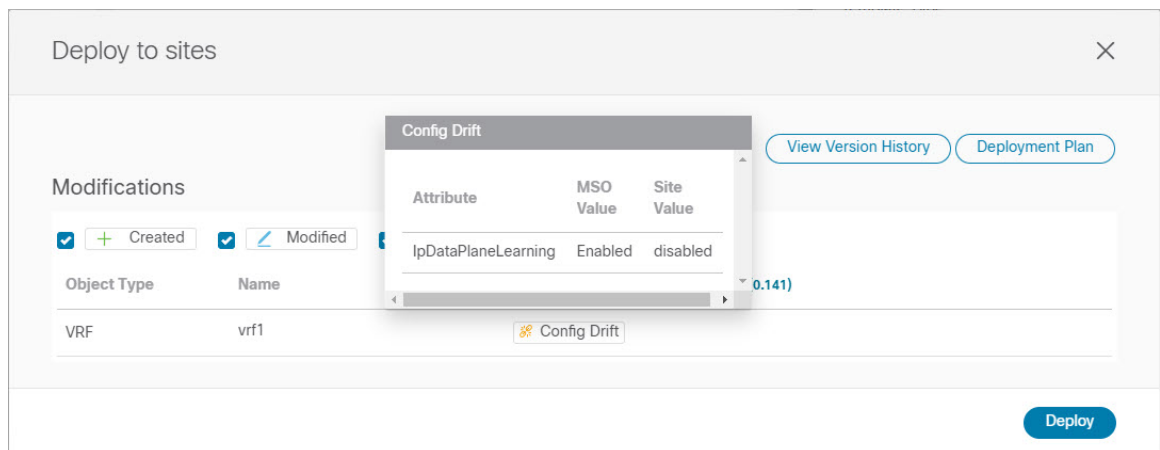 Deploy to sites
Config Drift
View Version History
Deployment Plan
Modifications
Attribute
MSO Value
Site Value
Created
Modified
IpDataPlaneLearning Enabled disabled
Object Type Name
0.141)
VRF vrf1 Config Drift
Deploy